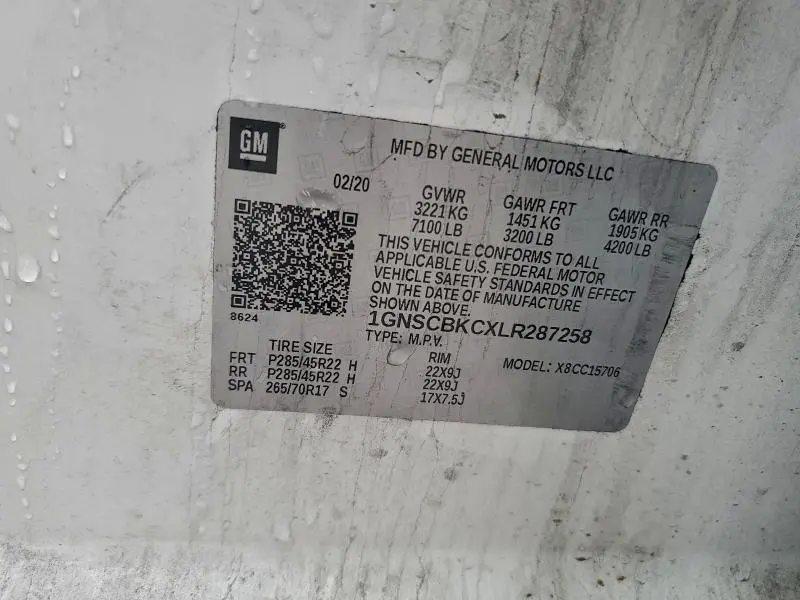 GM
MFD BY GENERAL MOTORS LLC
02/20
GVWR GAWR FRT GAWR RR
3221 KG 1451 KG 1905 KG
7100 LB 3200 LB 4200 LB
THIS VEHICLE CONFORMS TO ALL
APPLICABLE U.S. FEDERAL MOTOR
VEHICLE SAFETY STANDARDS IN EFFECT
ON THE DATE OF MANUFACTURE
SHOWN ABOVE.
8624
1GNSCBKCXLR287258
TYPE: M.P.V.
MODEL: X8CC15706
TIRE SIZE RIM
FRT P285/45R22 H 22X9J
RR P285/45R22 H 22X9J
SPA 265/70R17 S 17X7.5J